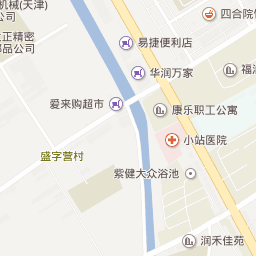 机械(天津)
四合院
易捷便利店
正精密
部品公司
华润万家
福
爱来购超市
康乐职工公寓
小站医院
盛字营村
紫健大众浴池
润禾佳苑